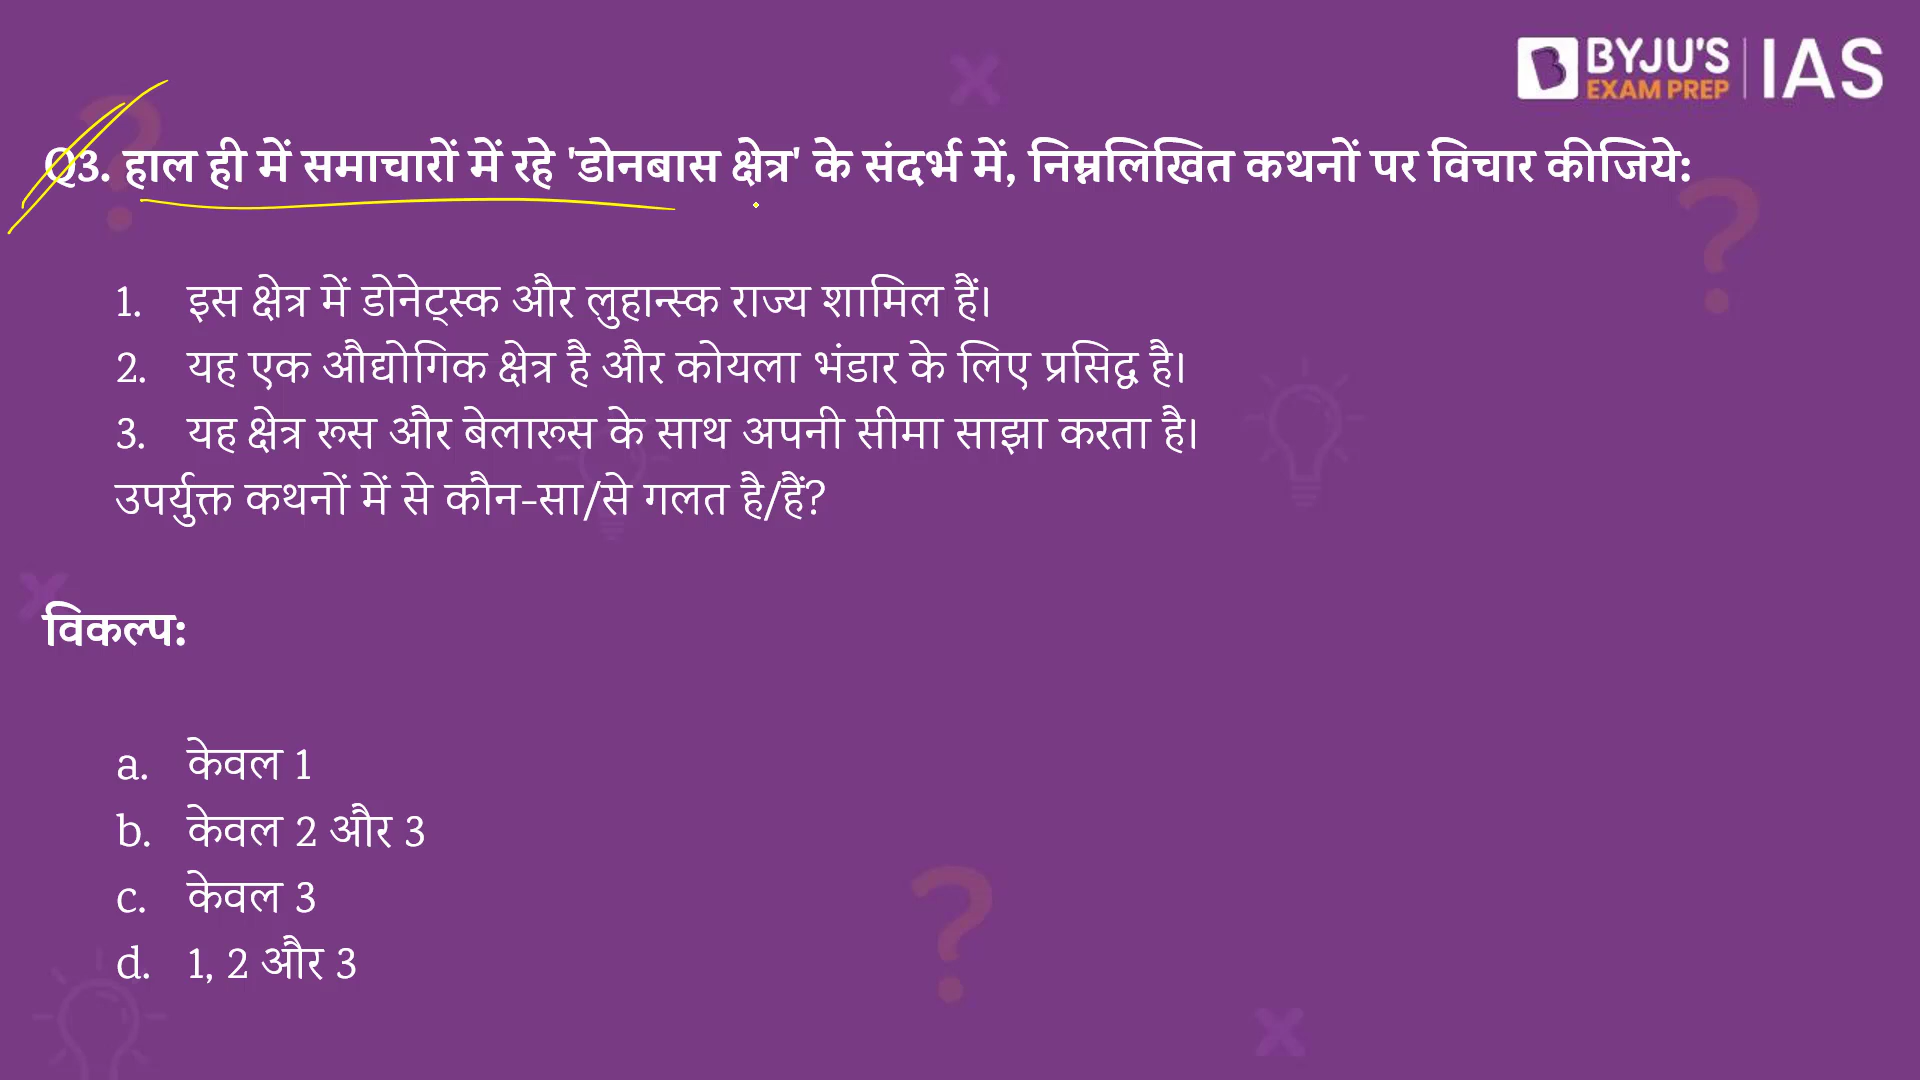 BYJU'S
EXAM PREP
IAS
Q3. हाल ही में समाचारों में रहे 'डोनबास क्षेत्र' के संदर्भ में, निम्नलिखित कथनों पर विचार कीजिये:
1. इस क्षेत्र में डोनेट्स्क और लुहान्स्क राज्य शामिल हैं।
2. यह एक औद्योगिक क्षेत्र है और कोयला भंडार के लिए प्रसिद्ध है।
3. यह क्षेत्र रूस और बेलारूस के साथ अपनी सीमा साझा करता है।
उपर्युक्त कथनों में से कौन-सा/से गलत है/हैं?
विकल्प:
a. केवल 1
b. केवल 2 और 3
c. केवल 3
d. 1, 2 और 3